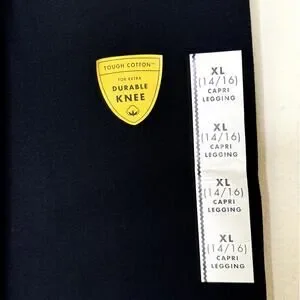 TOUGH COTTON™
FOR EXTRA
DURABLE
KNEE
XL
(14/16)
CAPRI
LEGGING
XL
(14/16)
CAPRI
LEGGING
XL
(14/16)
CAPRI
LEGGING
XL
(14/16)
CAPRI
LEGGING